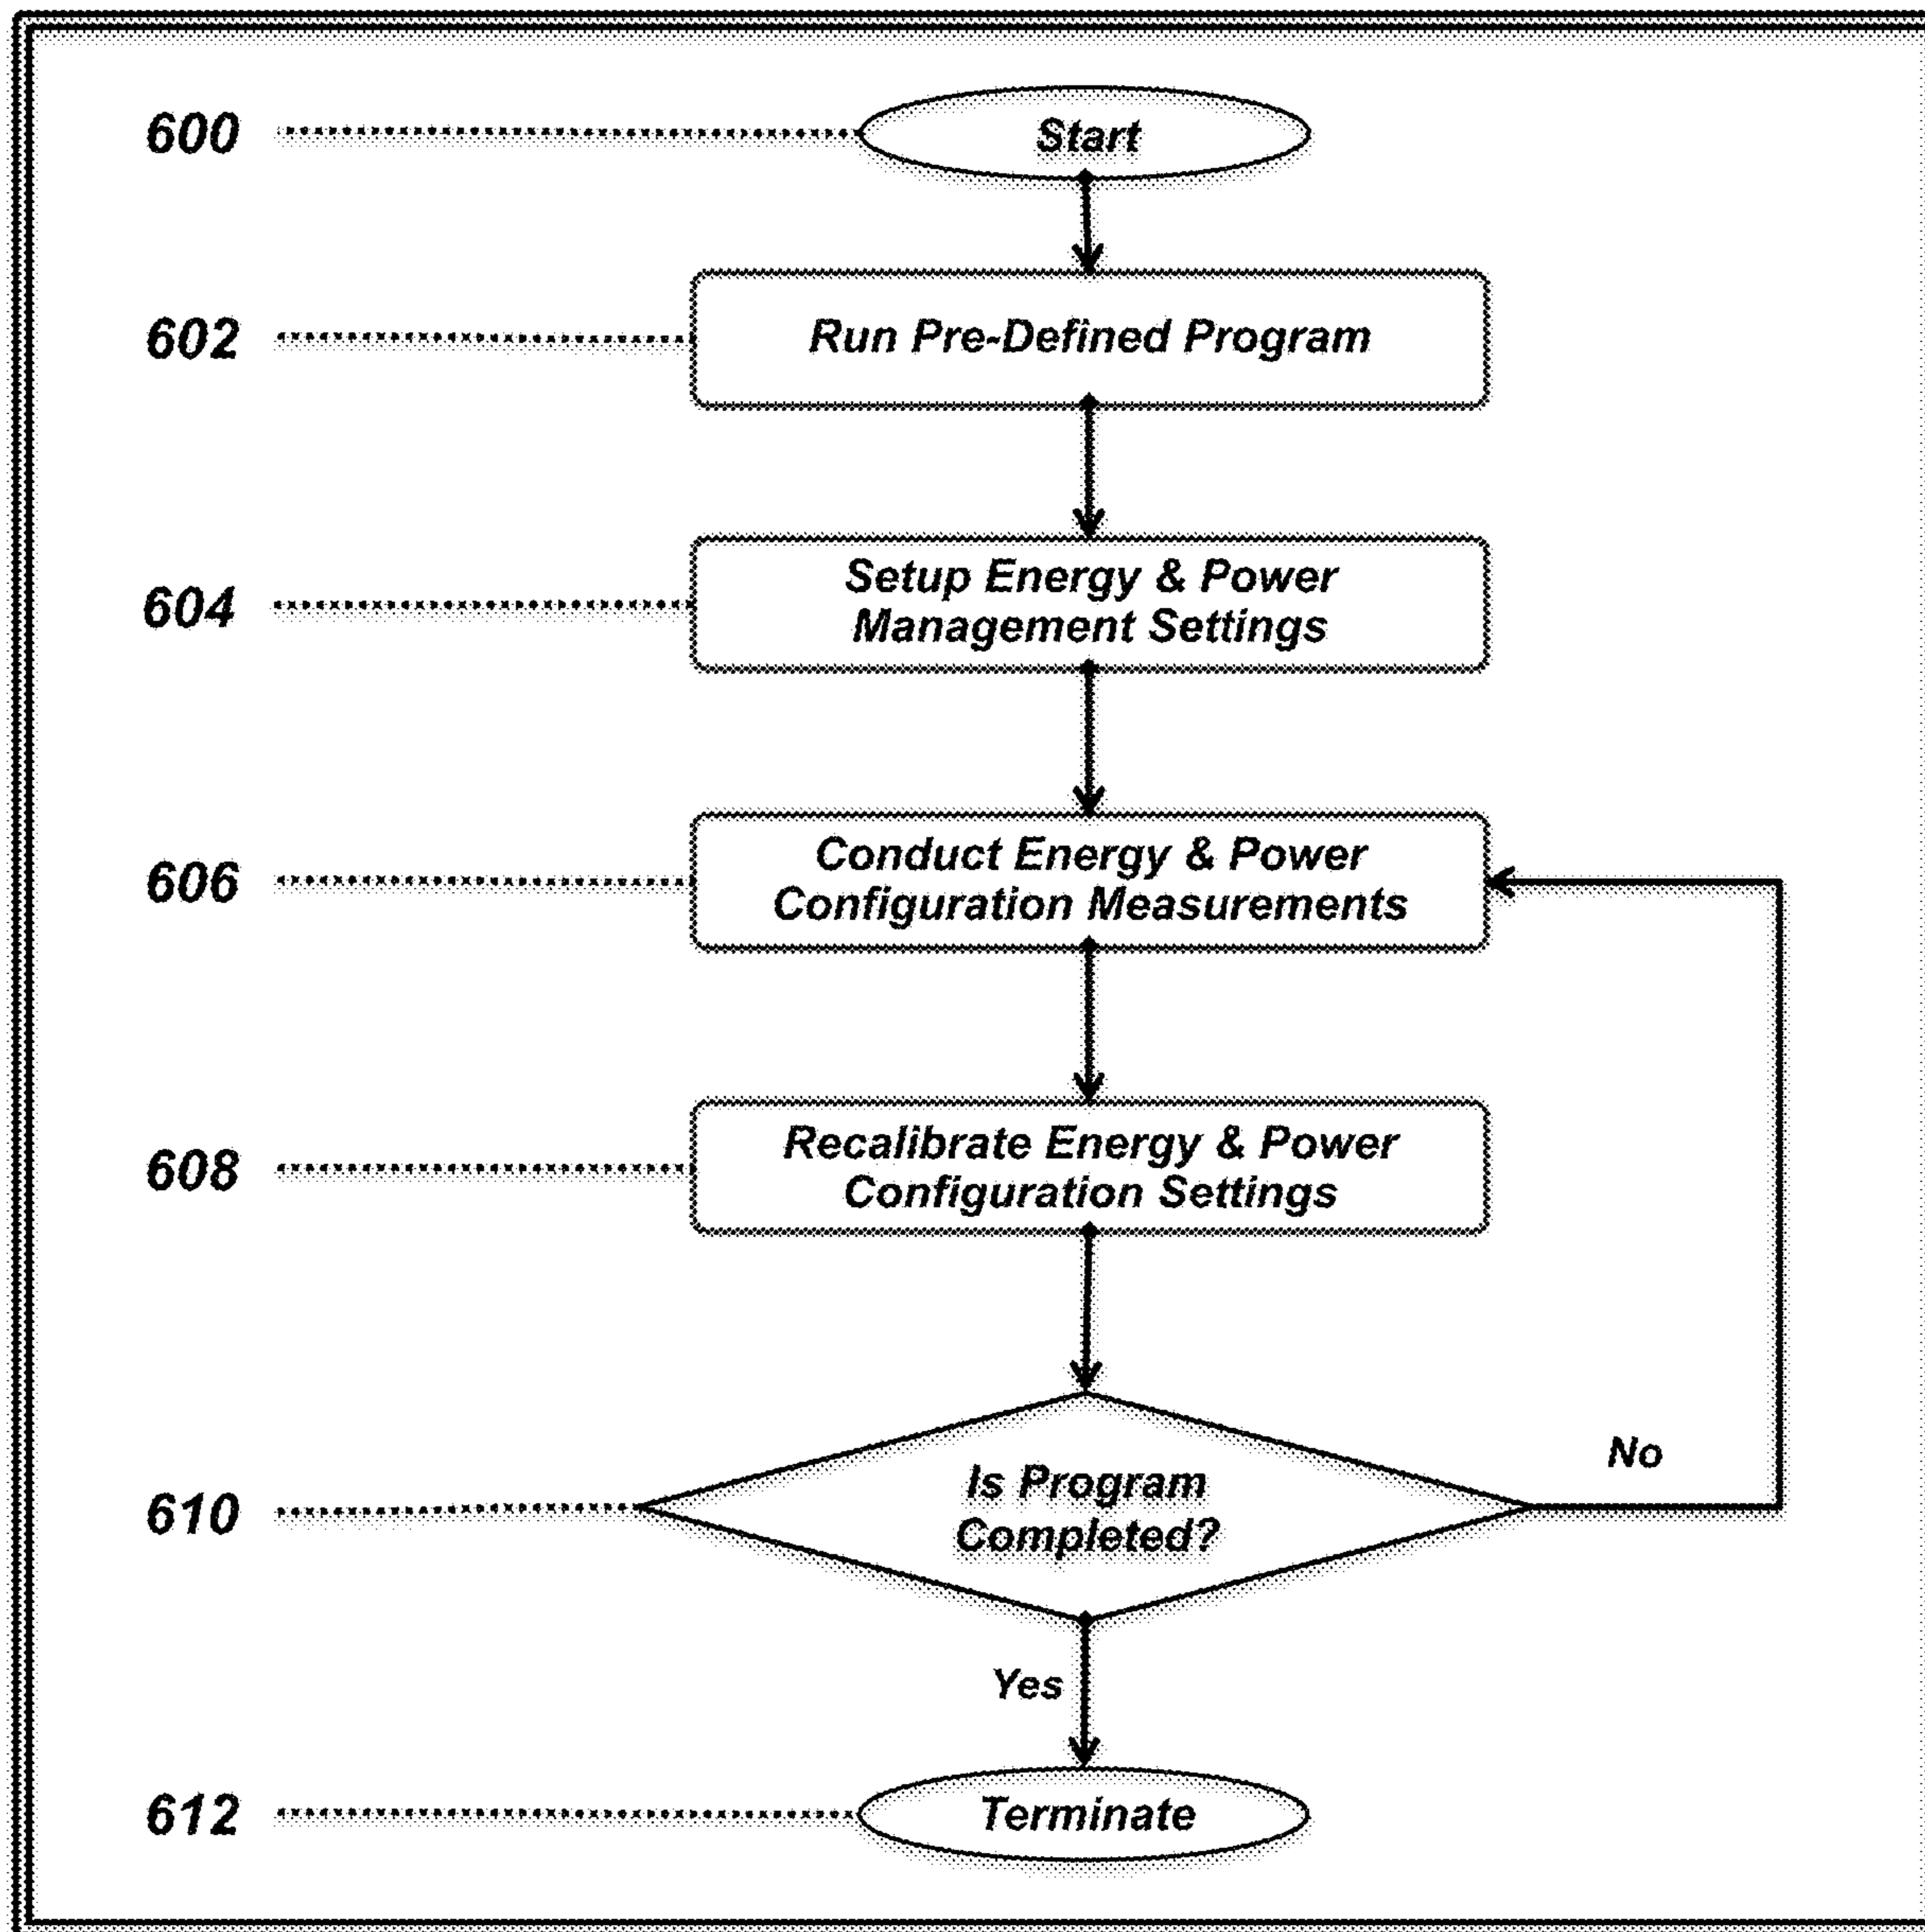 600
Start
602
Run Pre-Defined Program
604
Setup Energy & Power
Management Settings
606
Conduct Energy & Power
Configuration Measurements
608
Recalibrate Energy & Power
Configuration Settings
610
Is Program
Completed?
No
Yes
612
Terminate